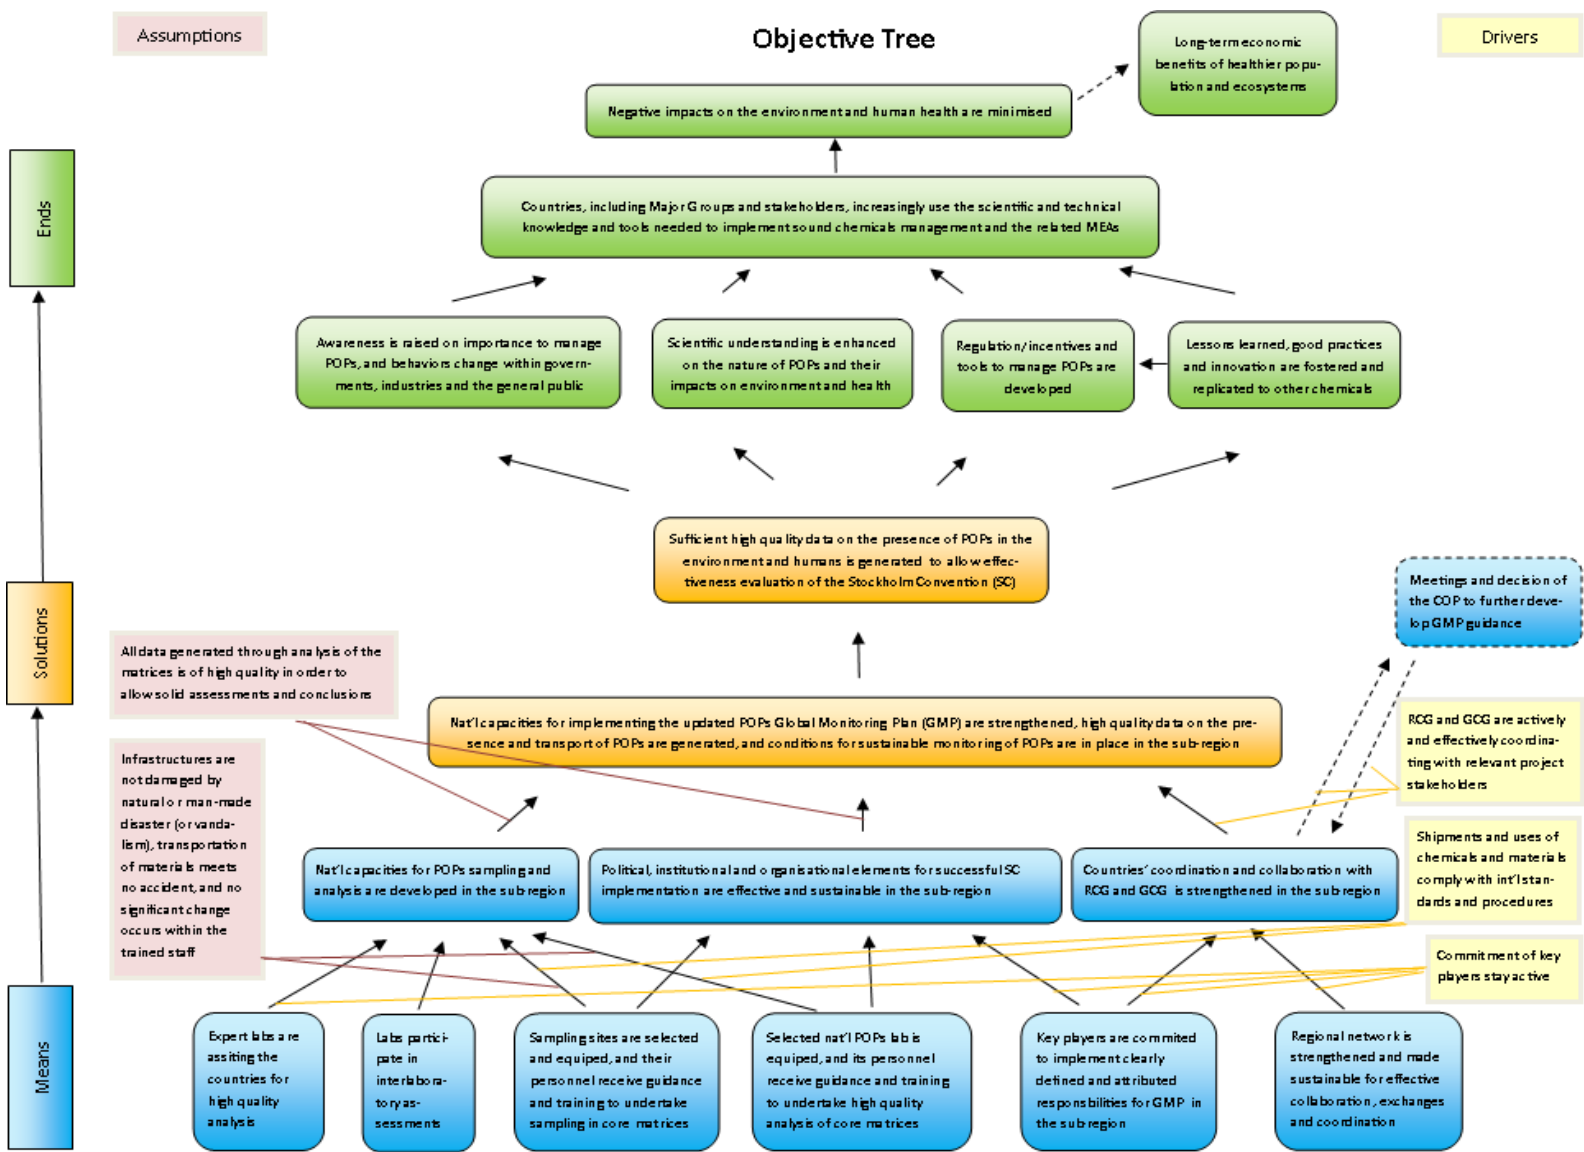 Assumptions
Objective Tree
Drivers
Long-term economic
benefits of healthier popu-
lation and ecosystems
Negative impacts on the environment and human health are minimised
Ends
Countries, including Major Groups and stakeholders, increasingly use the scientific and technical
knowledge and tools needed to implement sound chemicals management and the related MEAs
Awareness is raised on importance to manage
POPs, and behaviors change within govern-
ments, industries and the general public
Scientific understanding is enhanced
on the nature of POPs and their
impacts on environment and health
Regulation/incentives and
tools to manage POPs are
developed
Lessons learned, good practices
and innovation are fostered and
replicated to other chemicals
Sufficient high quality data on the presence of POPs in the
environment and humans is generated to allow effec-
tiveness evaluation of the Stockholm Convention (SC)
Meetings and decision of
the COP to further deve-
lop GMP guidance
Solutions
All data generated through analysis of the
matrices is of high quality in order to
allow solid assessments and conclusions
Nat'l capacities for implementing the updated POPs Global Monitoring Plan (GMP) are strengthened, high quality data on the pre-
sence and transport of POPs are generated, and conditions for sustainable monitoring of POPs are in place in the sub-region
RCG and GCG are actively
and effectively coordina-
ting with relevant project
stakeholders
Infrastructures are
not damaged by
natural or man-made
disaster (or vanda-
lism), transportation
of materials meets
no accident, and no
significant change
occurs within the
trained staff
Nat'l capacities for POPs sampling and
analysis are developed in the sub-region
Political, institutional and organisational elements for successful SC
implementation are effective and sustainable in the sub-region
Countries' coordination and collaboration with
RCG and GCG is strengthened in the sub-region
Shipments and uses of
chemicals and materials
comply with int'l stan-
dards and procedures
Commitment of key
players stay active
Means
Expert labs are
assiting the
countries for
high quality
analysis
Labs partici-
pate in
interlabora-
tory as-
sessments
Sampling sites are selected
and equiped, and their
personnel receive guidance
and training to undertake
sampling in core matrices
Selected nat'l POPs lab is
equiped, and its personnel
receive guidance and training
to undertake high quality
analysis of core matrices
Key players are commited
to implement clearly
defined and attributed
responsbilities for GMP in
the sub-region
Regional network is
strengthened and made
sustainable for effective
collaboration, exchanges
and coordination